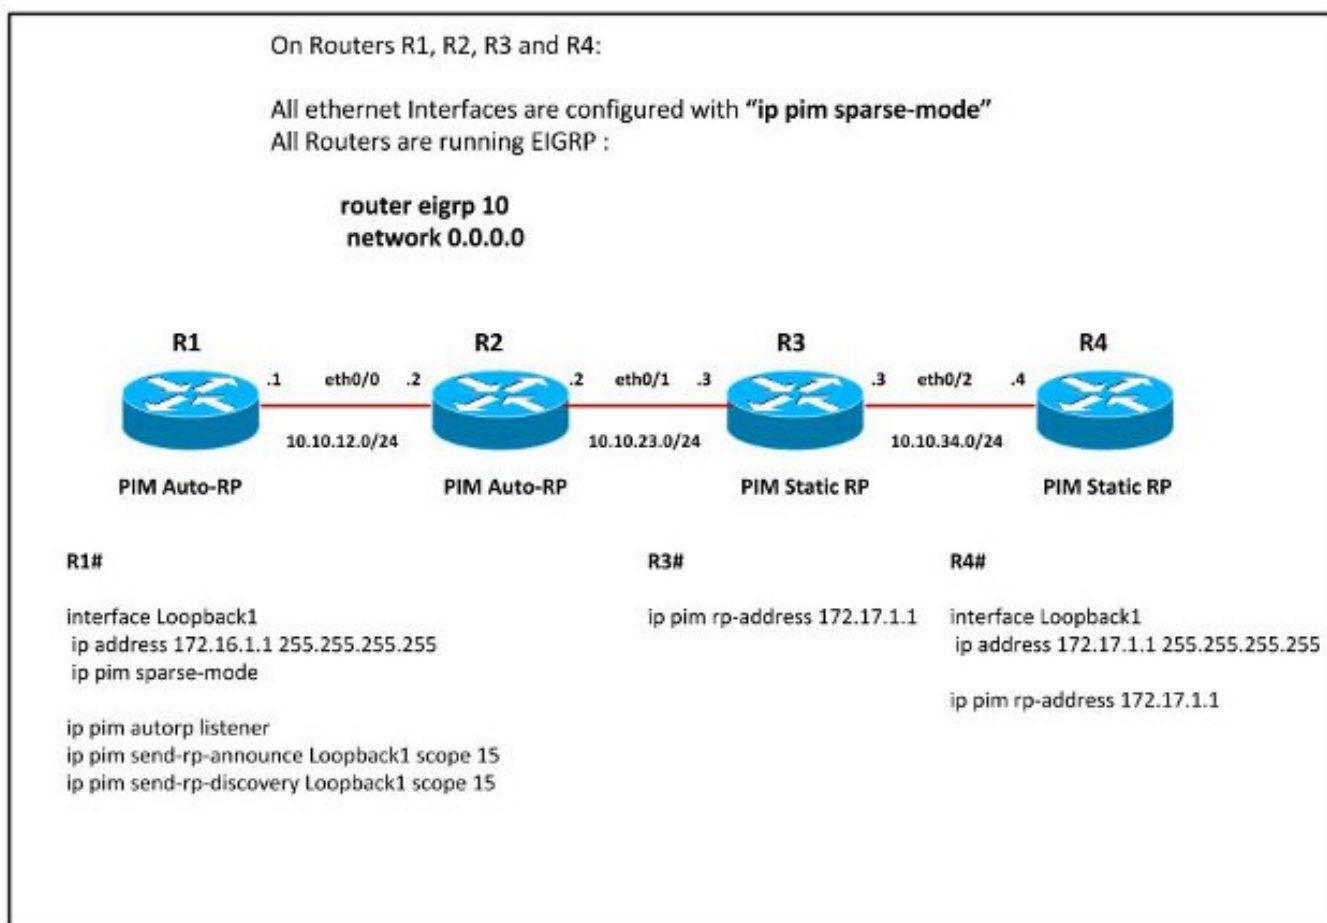 On Routers R1, R2, R3 and R4:
All ethernet Interfaces are configured with “ip pim sparse-mode”
All Routers are running EIGRP :
router eigrp 10
network 0.0.0.0
R1 R2 R3 R4
.1 eth0/0 .2 .2 eth0/1 .3 .3 eth0/2 .4
10.10.12.0/24 10.10.23.0/24 10.10.34.0/24
PIM Auto-RP PIM Auto-RP PIM Static RP PIM Static RP
R1#
interface Loopback1
ip address 172.16.1.1 255.255.255.255
ip pim sparse-mode
ip pim autorp listener
ip pim send-rp-announce Loopback1 scope 15
ip pim send-rp-discovery Loopback1 scope 15
R3#
ip pim rp-address 172.17.1.1
R4#
interface Loopback1
ip address 172.17.1.1 255.255.255.255
ip pim rp-address 172.17.1.1